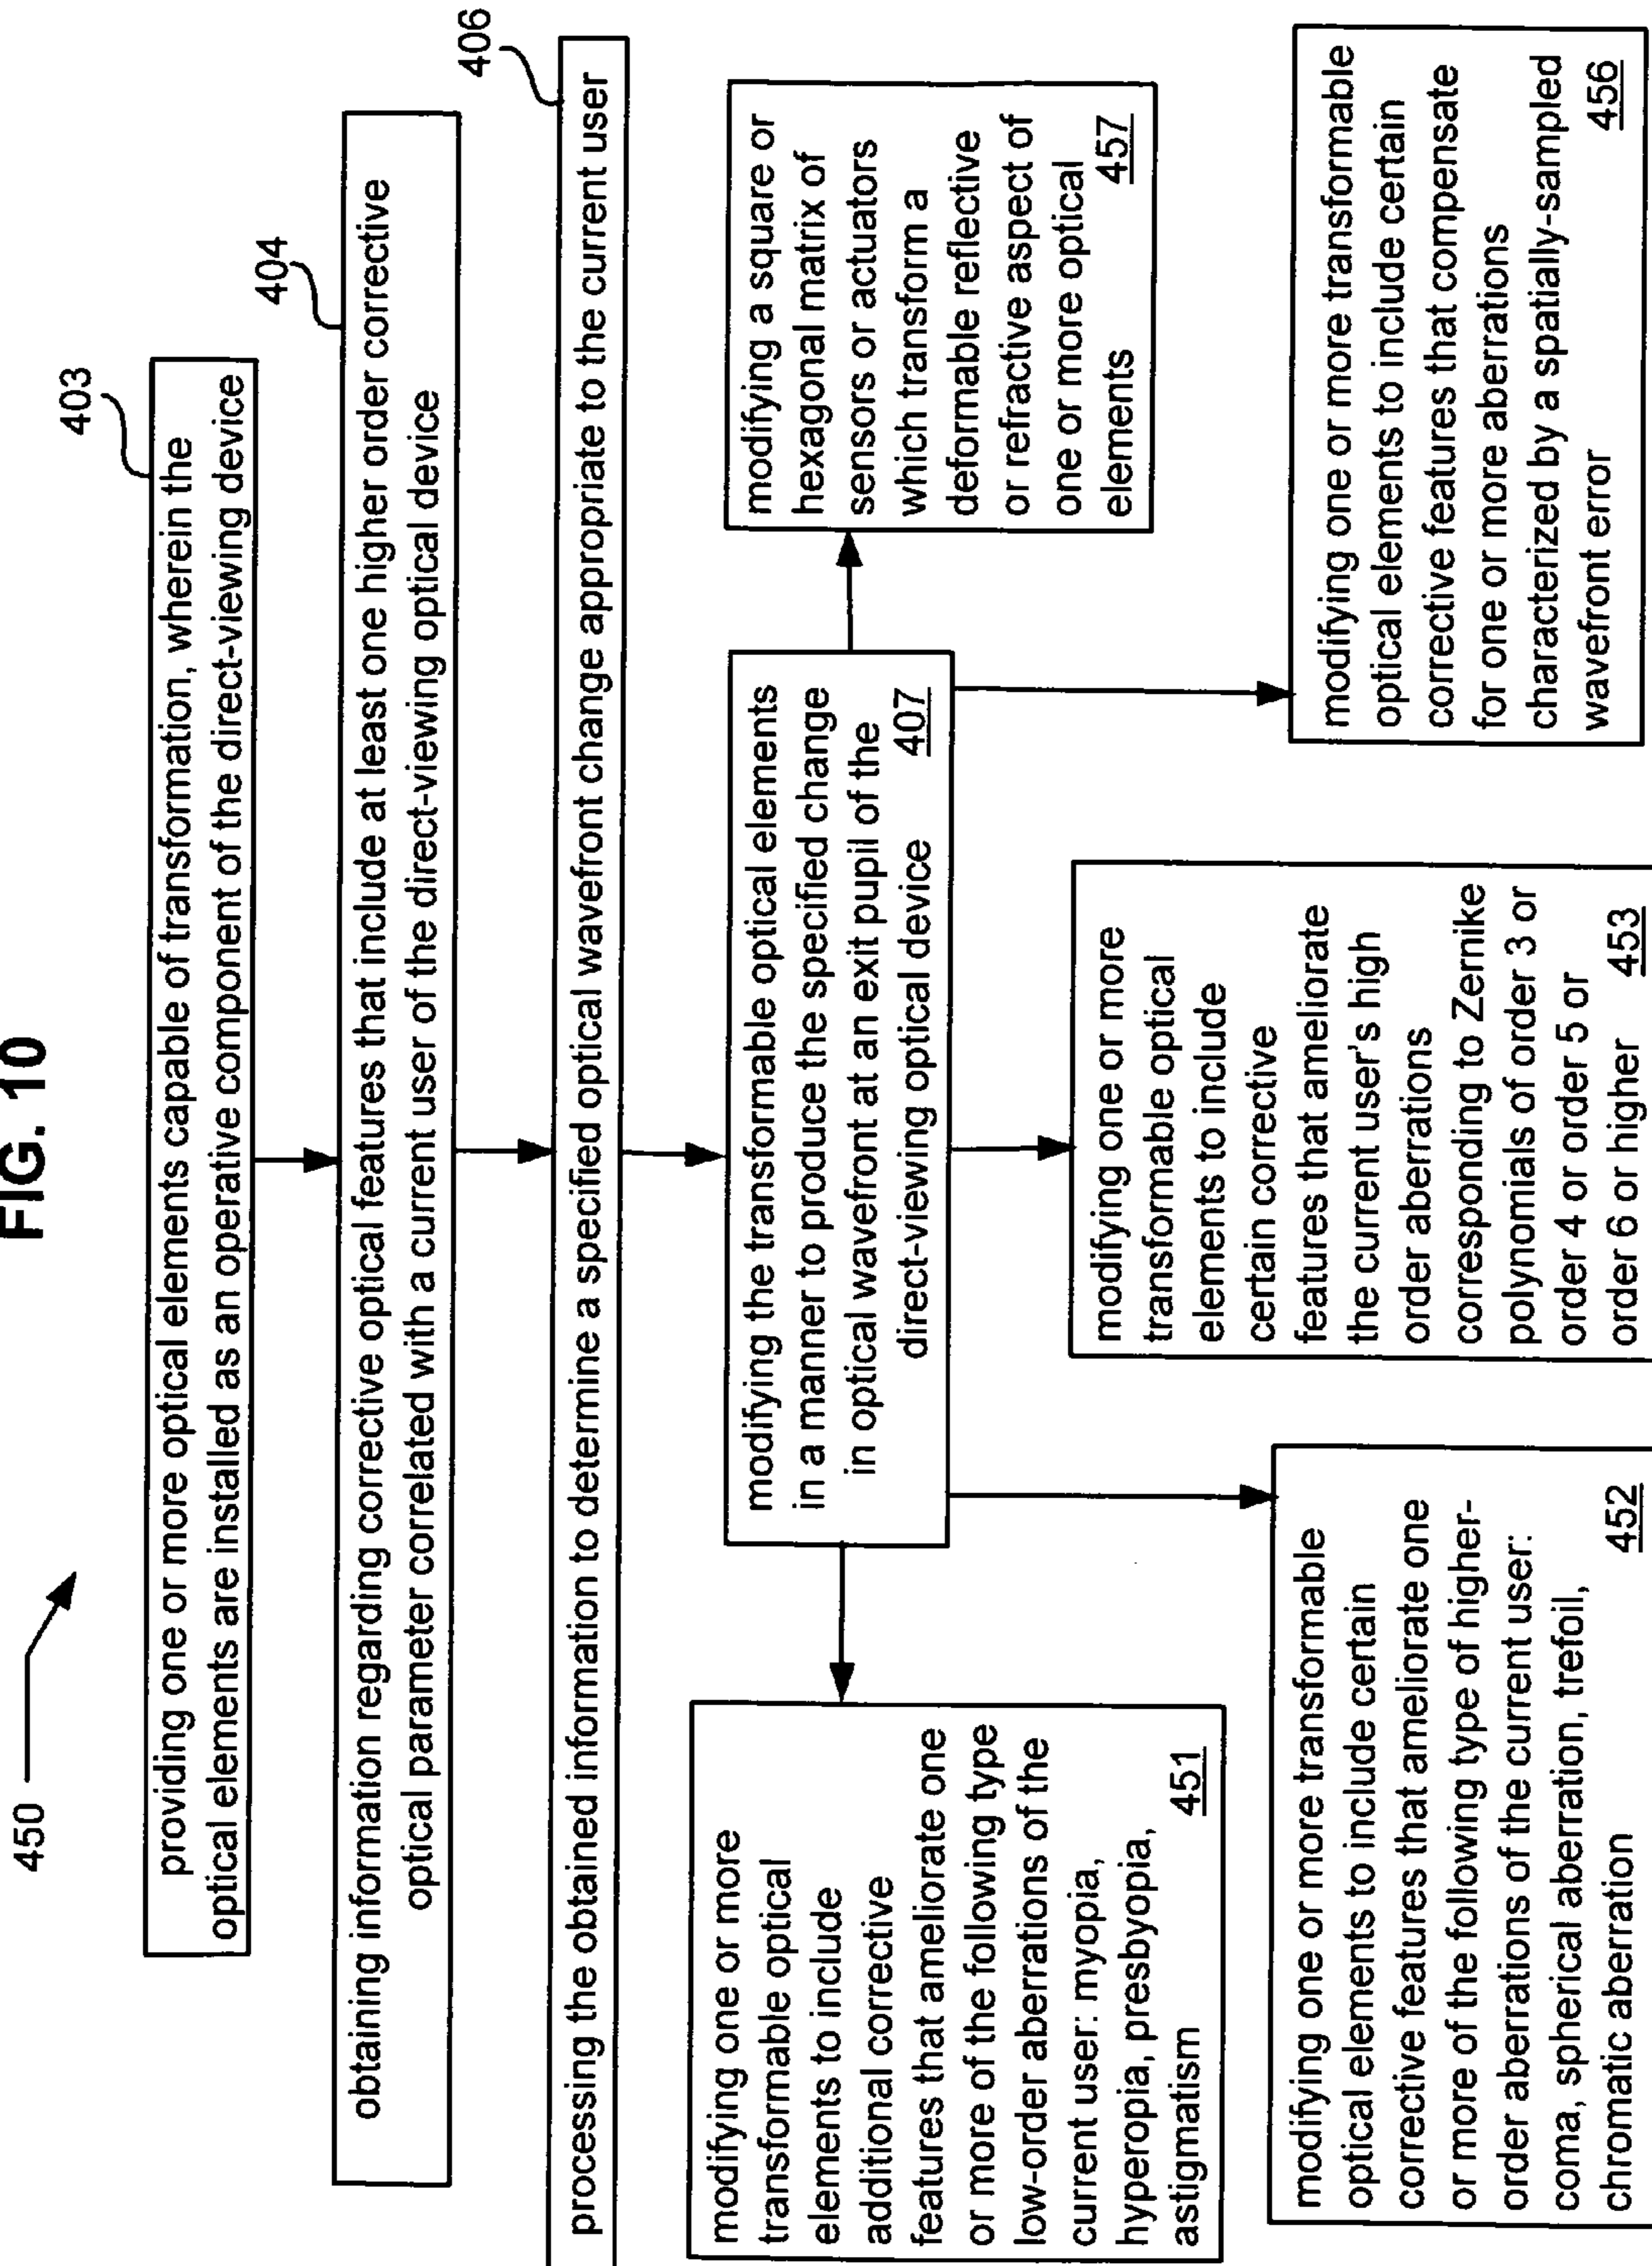 FIG. 10
450
403
providing one or more optical elements capable of transformation, wherein the
optical elements are installed as an operative component of the direct-viewing device
404
obtaining information regarding corrective optical features that include at least one higher order corrective
optical parameter correlated with a current user of the direct-viewing optical device
406
processing the obtained information to determine a specified optical wavefront change appropriate to the current user
modifying the transformable optical elements
in a manner to produce the specified change
in optical wavefront at an exit pupil of the
direct-viewing optical device 407
modifying one or more
transformable optical
elements to include
additional corrective
features that ameliorate one
or more of the following type
low-order aberrations of the
current user: myopia,
hyperopia, presbyopia,
astigmatism 451
modifying a square or
hexagonal matrix of
sensors or actuators
which transform a
deformable reflective
or refractive aspect of
one or more optical
elements 457
modifying one or more transformable
optical elements to include certain
corrective features that ameliorate one
or more of the following type of higher-
order aberrations of the current user:
coma, spherical aberration, trefoil,
chromatic aberration 452
modifying one or more
transformable optical
elements to include
certain corrective
features that ameliorate
the current user's high
order aberrations
corresponding to Zernike
polynomials of order 3 or
order 4 or order 5 or
order 6 or higher 453
modifying one or more transformable
optical elements to include certain
corrective features that compensate
for one or more aberrations
characterized by a spatially-sampled
wavefront error 456